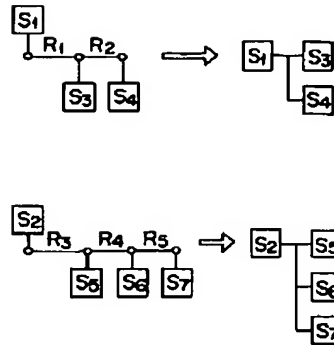 S1
R1 R2
S3 S4
S1 S3
S4
S2
R3 R4 R5
S5 S6 S7
S2 S5
S6
S7